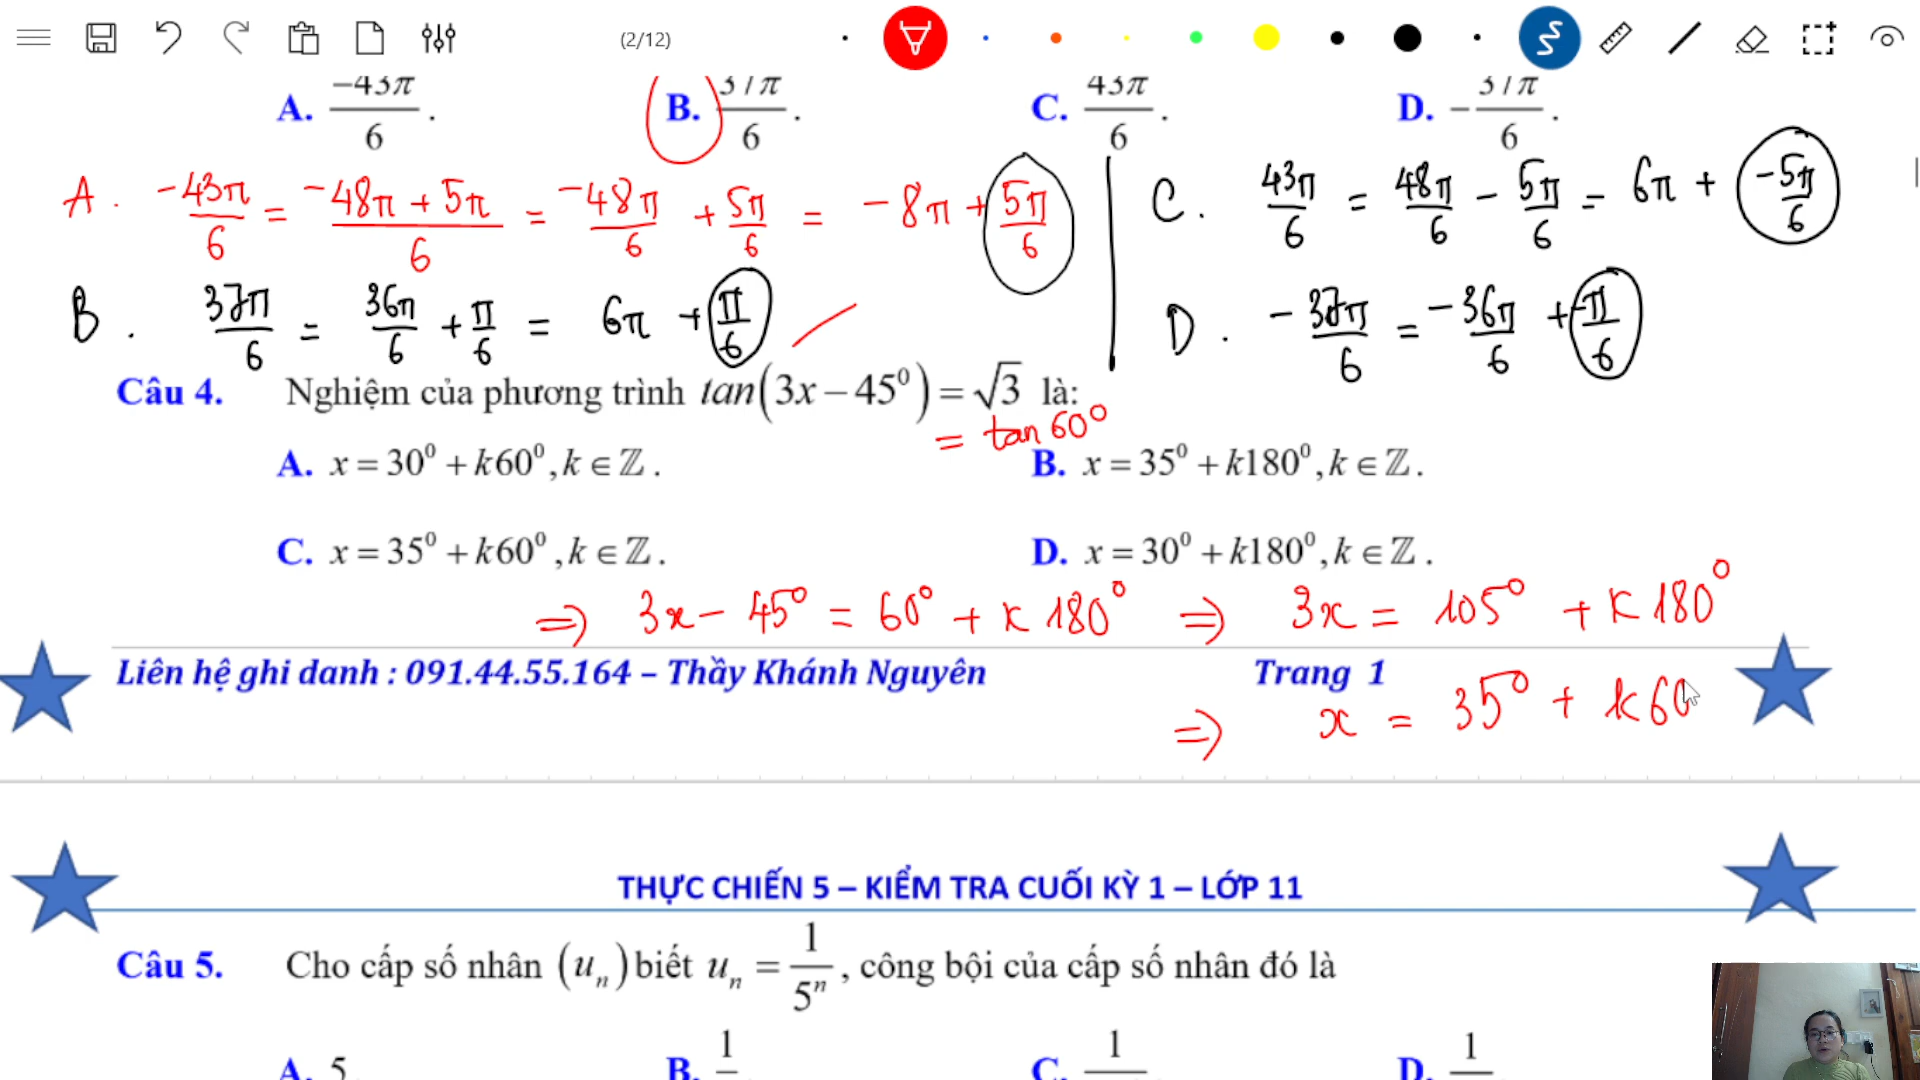 (2/12)
A. −43π/6 . B. 37π/6 . C. 43π/6 . D. −37π/6 .
A. −43π/6 = (−48π + 5π)/6 = −48π/6 + 5π/6 = −8π + 5π/6
C. 43π/6 = 48π/6 − 5π/6 = 6π + −5π/6
B. 37π/6 = 36π/6 + π/6 = 6π + π/6
D. −37π/6 = −36π/6 + −π/6
Câu 4. Nghiệm của phương trình tan(3x − 45⁰) = √3 là:
= tan 60⁰
A. x = 30⁰ + k60⁰, k ∈ ℤ . B. x = 35⁰ + k180⁰, k ∈ ℤ .
C. x = 35⁰ + k60⁰ , k ∈ ℤ . D. x = 30⁰ + k180⁰, k ∈ ℤ .
⇒ 3x − 45⁰ = 60⁰ + k 180⁰ ⇒ 3x = 105⁰ + k 180⁰
Liên hệ ghi danh : 091.44.55.164 – Thầy Khánh Nguyên Trang 1
⇒ x = 35⁰ + k 60
THỰC CHIẾN 5 – KIỂM TRA CUỐI KỲ 1 – LỚP 11
Câu 5. Cho cấp số nhân (uₙ) biết uₙ = 1/5ⁿ , công bội của cấp số nhân đó là
A. 5 B. 1 C. 1 D. 1